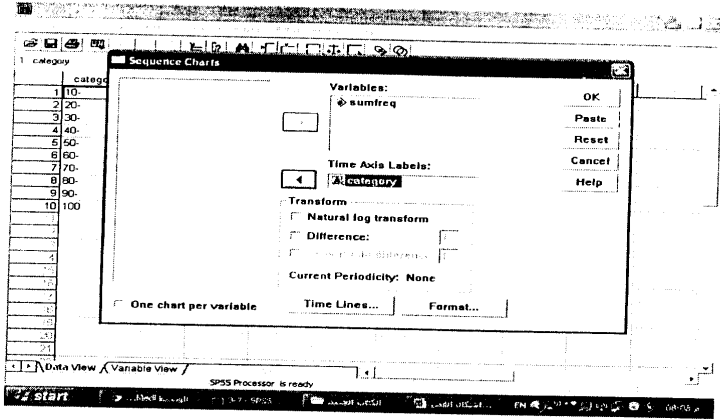 1 category
Sequence Charts
categ
1 10-
2 20-
3 30-
4 40-
5 50-
6 60-
7 70-
8 80-
9 90-
10 100
Variables:
sumfreq
OK
Paste
Reset
Cancel
Help
Time Axis Labels:
category
Transform
Natural log transform
Difference:
Current Periodicity: None
One chart per variable
Time Lines...
Format...
Data View
Variable View
SPSS Processor is ready
start
EN